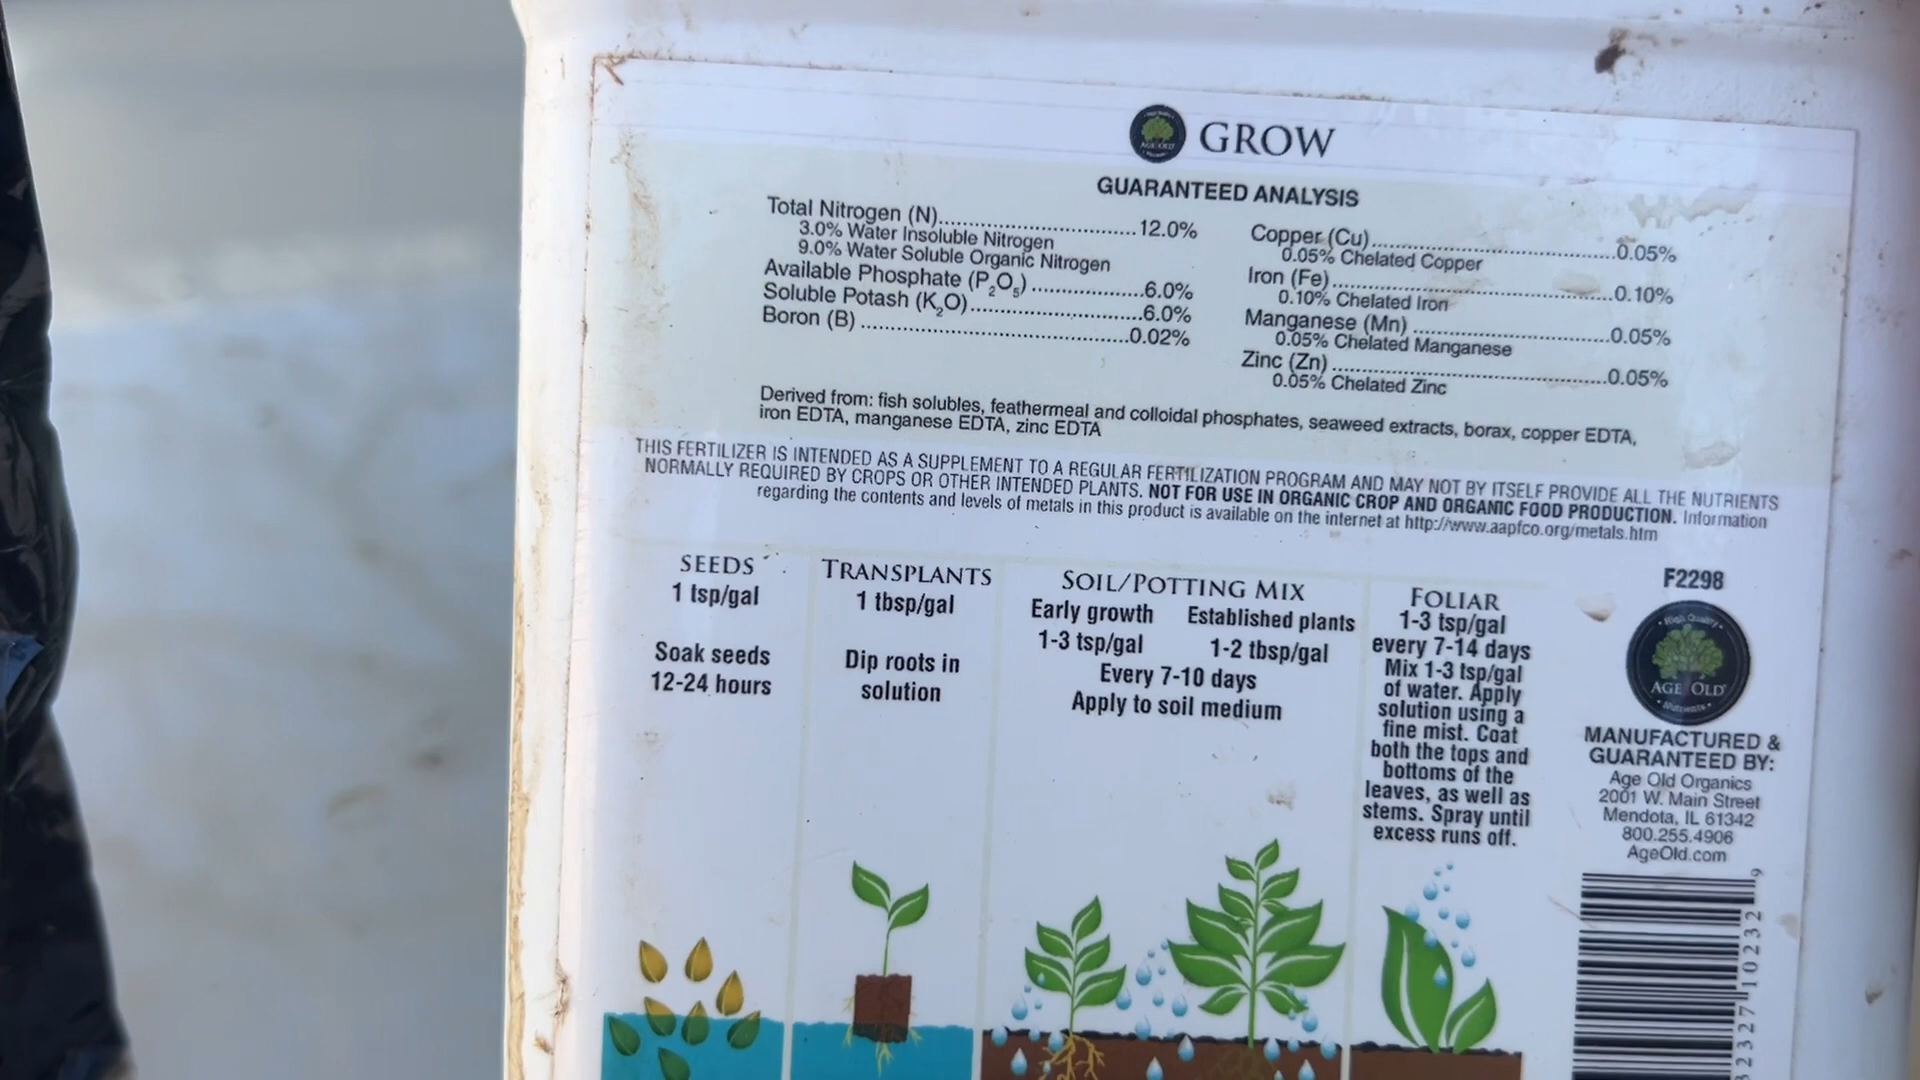 GROW
GUARANTEED ANALYSIS
Total Nitrogen (N)..............................12.0%
3.0% Water Insoluble Nitrogen
9.0% Water Soluble Organic Nitrogen
Available Phosphate (P2O5)..................6.0%
Soluble Potash (K2O)............................6.0%
Boron (B)..........................................0.02%
Copper (Cu).....................................0.05%
0.05% Chelated Copper
Iron (Fe)...........................................0.10%
0.10% Chelated Iron
Manganese (Mn)..............................0.05%
0.05% Chelated Manganese
Zinc (Zn)..........................................0.05%
0.05% Chelated Zinc
Derived from: fish solubles, feathermeal and colloidal phosphates, seaweed extracts, borax, copper EDTA,
iron EDTA, manganese EDTA, zinc EDTA
THIS FERTILIZER IS INTENDED AS A SUPPLEMENT TO A REGULAR FERTILIZATION PROGRAM AND MAY NOT BY ITSELF PROVIDE ALL THE NUTRIENTS
NORMALLY REQUIRED BY CROPS OR OTHER INTENDED PLANTS. NOT FOR USE IN ORGANIC CROP AND ORGANIC FOOD PRODUCTION. Information
regarding the contents and levels of metals in this product is available on the internet at http://www.aapfco.org/metals.htm
SEEDS
1 tsp/gal
Soak seeds
12-24 hours
TRANSPLANTS
1 tbsp/gal
Dip roots in
solution
SOIL/POTTING MIX
Early growth Established plants
1-3 tsp/gal 1-2 tbsp/gal
Every 7-10 days
Apply to soil medium
FOLIAR
1-3 tsp/gal
every 7-14 days
Mix 1-3 tsp/gal
of water. Apply
solution using a
fine mist. Coat
both the tops and
bottoms of the
leaves, as well as
stems. Spray until
excess runs off.
F2298
High Quality
AGE OLD
Nutrients
MANUFACTURED &
GUARANTEED BY:
Age Old Organics
2001 W. Main Street
Mendota, IL 61342
800.255.4906
AgeOld.com
32327 10232 9